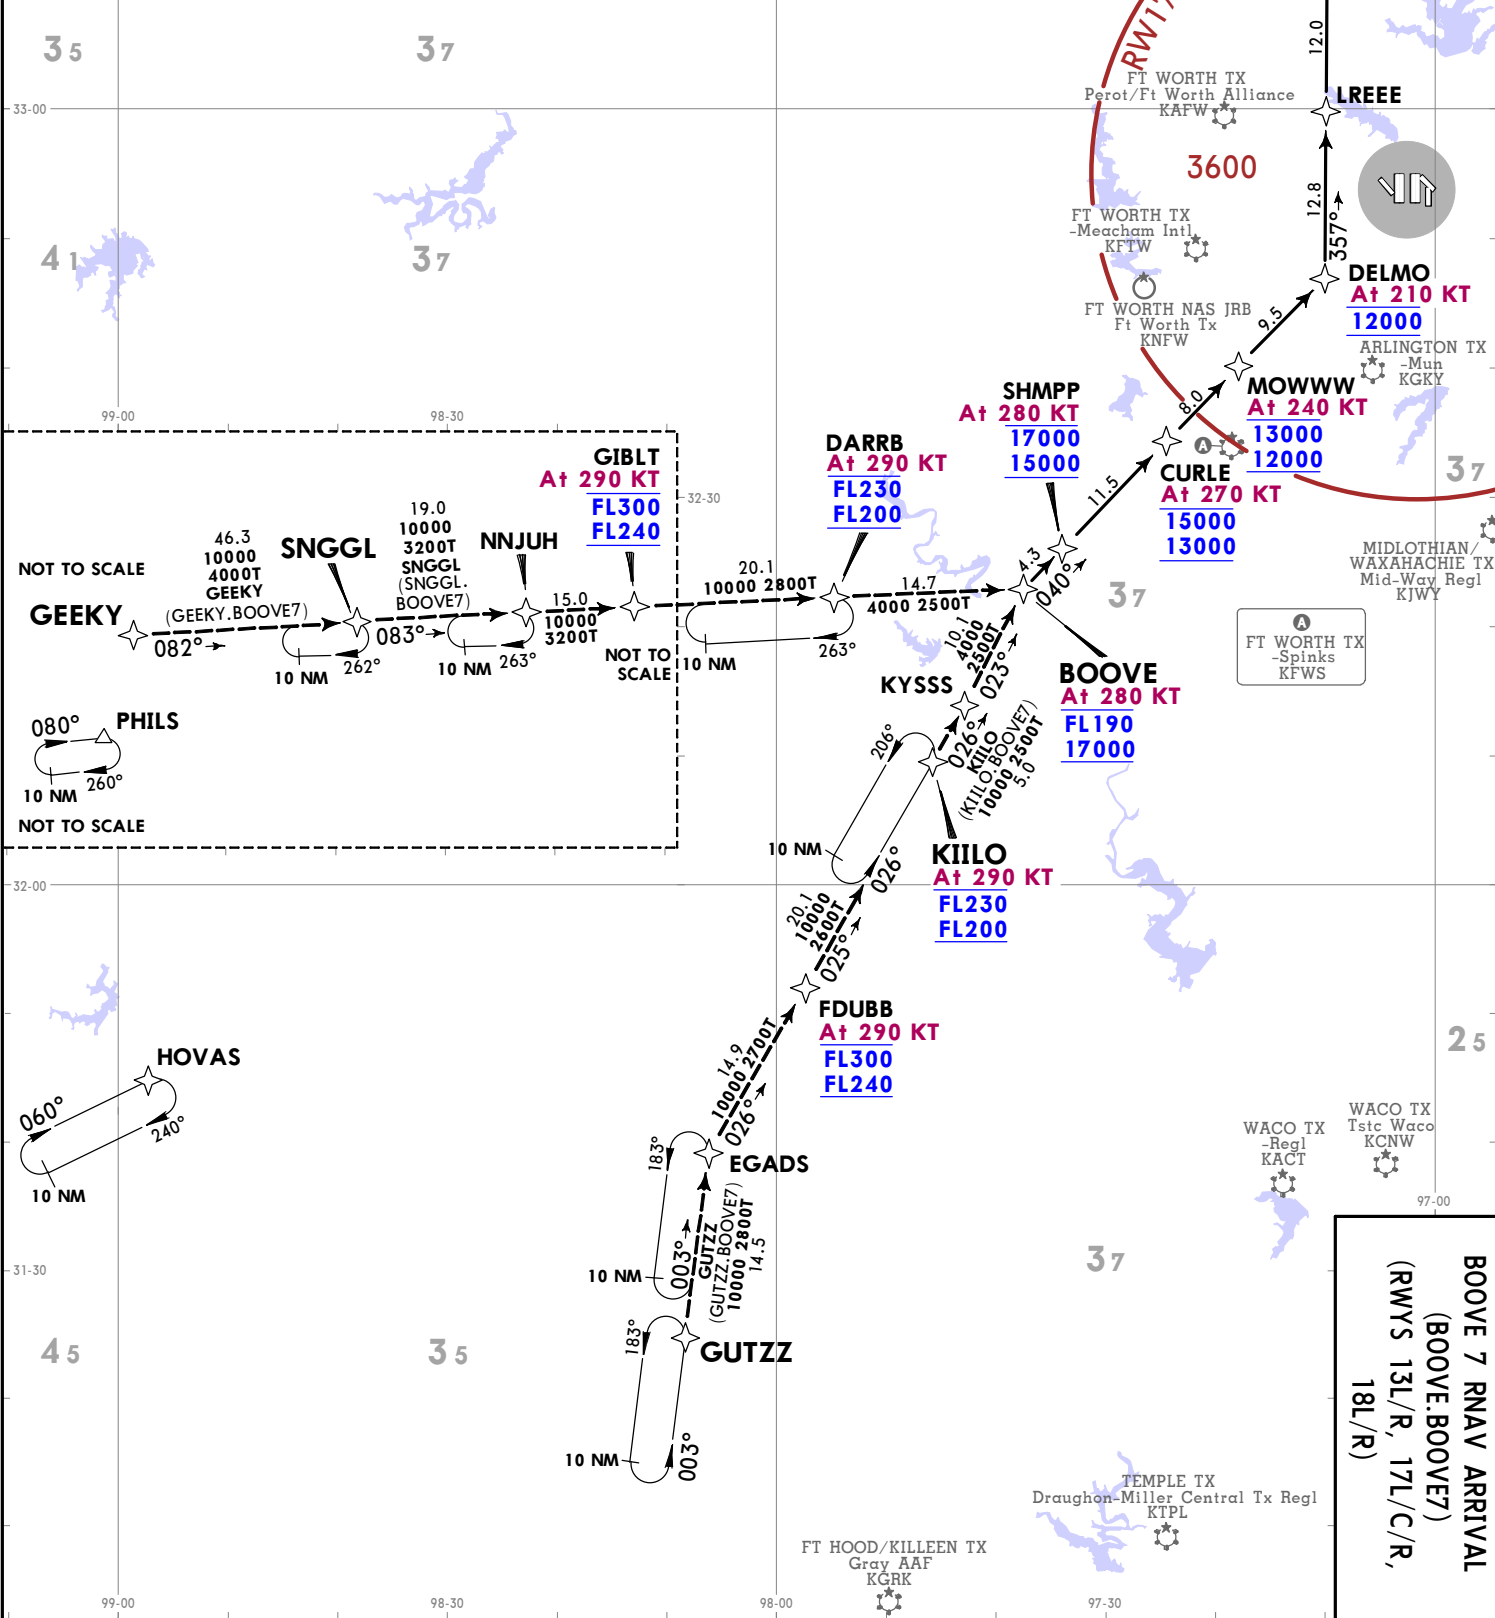 35
37
33-00
41
37
99-00
98-30
RW17
12.0
FT WORTH TX
Perot/Ft Worth Alliance
KAFW
LREEE
3600
12.8
357°
FT WORTH TX
-Meacham Intl
KFTW
FT WORTH NAS JRB
Ft Worth Tx
KNFW
DELMO
At 210 KT
12000
9.5
ARLINGTON TX
-Mun
KGKY
MOWWW
At 240 KT
13000
12000
8.0
A
37
CURLE
At 270 KT
15000
13000
11.5
SHMPP
At 280 KT
17000
15000
DARRB
At 290 KT
FL230
FL200
32-30
GIBLT
At 290 KT
FL300
FL240
NOT TO SCALE
GEEKY
46.3
10000
4000T
GEEKY
(GEEKY.BOOVE7)
082°
SNGGL
10 NM
262°
19.0
10000
3200T
SNGGL
(SNGGL.
BOOVE7)
083°
NNJUH
10 NM
263°
15.0
10000
3200T
NOT TO
SCALE
20.1
10000 2800T
10 NM
263°
14.7
4000 2500T
4.3
040°
37
MIDLOTHIAN/
WAXAHACHIE TX
Mid-Way Regl
KJWY
A
FT WORTH TX
-Spinks
KFWS
BOOVE
At 280 KT
FL190
17000
10.1
4000
2500T
023°
KYSSS
026°
KIILO
(KIILO.BOOVE7)
10000 2500T
5.0
206°
10 NM
026°
KIILO
At 290 KT
FL230
FL200
080°
PHILS
260°
10 NM
NOT TO SCALE
32-00
20.1
10000
2600T
025°
FDUBB
At 290 KT
FL300
FL240
14.9
10000 2700T
026°
HOVAS
060°
240°
10 NM
25
WACO TX
Tstc Waco
KCNW
WACO TX
-Regl
KACT
97-00
183°
EGADS
10 NM
003°
GUTZZ
(GUTZZ.BOOVE7)
10000 2800T
14.5
31-30
37
45
35
183°
GUTZZ
10 NM
003°
BOOVE 7 RNAV ARRIVAL
(BOOVE.BOOVE7)
(RWYS 13L/R, 17L/C/R,
18L/R)
TEMPLE TX
Draughon-Miller Central Tx Regl
KTPL
FT HOOD/KILLEEN TX
Gray AAF
KGRK
99-00
98-30
98-00
97-30